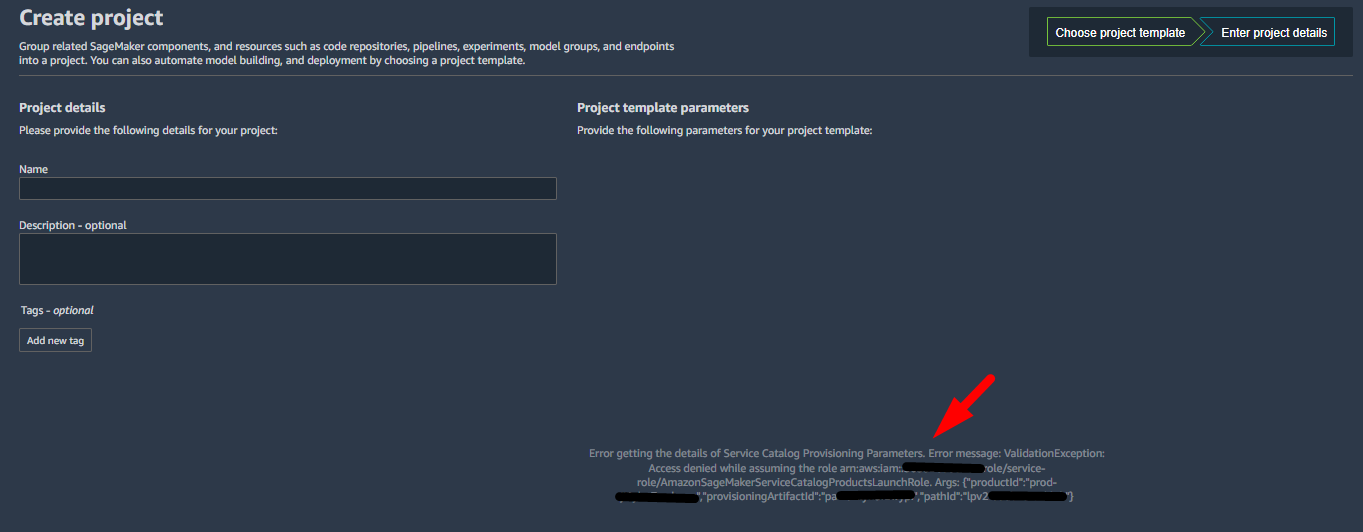 Create project
Group related SageMaker components, and resources such as code repositories, pipelines, experiments, model groups, and endpoints
into a project. You can also automate model building, and deployment by choosing a project template.
Choose project template
Enter project details
Project details
Please provide the following details for your project:
Name
Description - optional
Tags - optional
Add new tag
Project template parameters
Provide the following parameters for your project template:
Error getting the details of Service Catalog Provisioning Parameters. Error message: ValidationException:
Access denied while assuming the role arn:aws:iam: role/service-
role/AmazonSageMakerServiceCatalogProductsLaunchRole. Args: {"productId":"prod-
","provisioningArtifactId":"pa ","pathId":"lpv2 "}